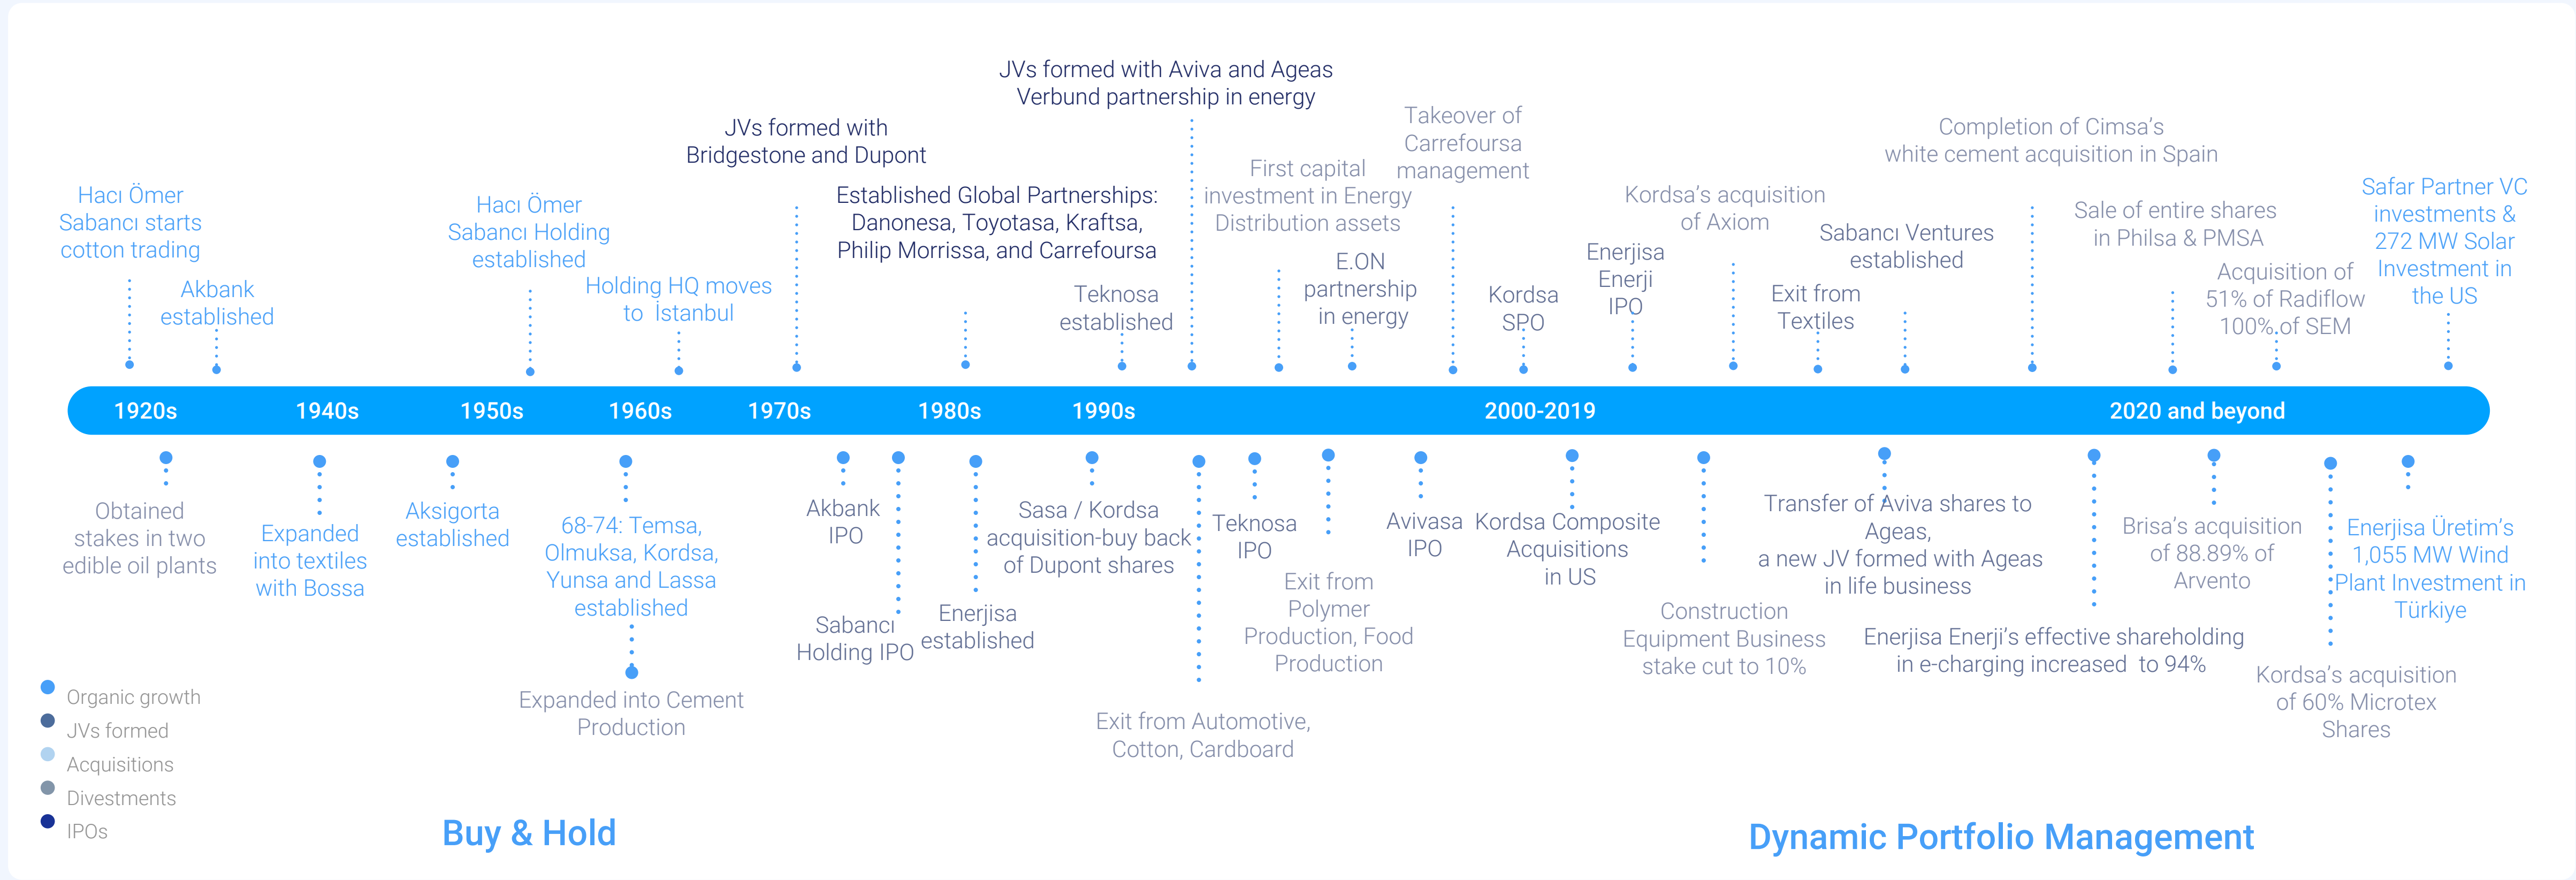 JVs formed with Aviva and Ageas
Verbund partnership in energy
JVs formed with
Bridgestone and Dupont
Takeover of
Carrefoursa
management
Completion of Cimsa's
white cement acquisition in Spain
Hacı Ömer
Sabancı starts
cotton trading
Akbank
established
Hacı Ömer
Sabancı Holding
established
Holding HQ moves
to İstanbul
Established Global Partnerships:
Danonesa, Toyotasa, Kraftsa,
Philip Morrissa, and Carrefoursa
Teknosa
established
First capital
investment in Energy
Distribution assets
E.ON
partnership
in energy
Kordsa
SPO
Enerjisa
Enerji
IPO
Kordsa's acquisition
of Axiom
Exit from
Textiles
Sabancı Ventures
established
Sale of entire shares
in Philsa & PMSA
Acquisition of
51% of Radiflow
100% of SEM
Safar Partner VC
investments &
272 MW Solar
Investment in
the US
1920s
1940s
1950s
1960s
1970s
1980s
1990s
2000-2019
2020 and beyond
Obtained
stakes in two
edible oil plants
Expanded
into textiles
with Bossa
Aksigorta
established
68-74: Temsa,
Olmuksa, Kordsa,
Yunsa and Lassa
established
Expanded into Cement
Production
Akbank
IPO
Sabancı
Holding IPO
Enerjisa
established
Sasa / Kordsa
acquisition-buy back
of Dupont shares
Exit from Automotive,
Cotton, Cardboard
Teknosa
IPO
Exit from
Polymer
Production, Food
Production
Avivasa
IPO
Kordsa Composite
Acquisitions
in US
Construction
Equipment Business
stake cut to 10%
Transfer of Aviva shares to
Ageas,
a new JV formed with Ageas
in life business
Enerjisa Enerji's effective shareholding
in e-charging increased to 94%
Brisa's acquisition
of 88.89% of
Arvento
Kordsa's acquisition
of 60% Microtex
Shares
Enerjisa Üretim's
1,055 MW Wind
Plant Investment in
Türkiye
Organic growth
JVs formed
Acquisitions
Divestments
IPOs
Buy & Hold
Dynamic Portfolio Management